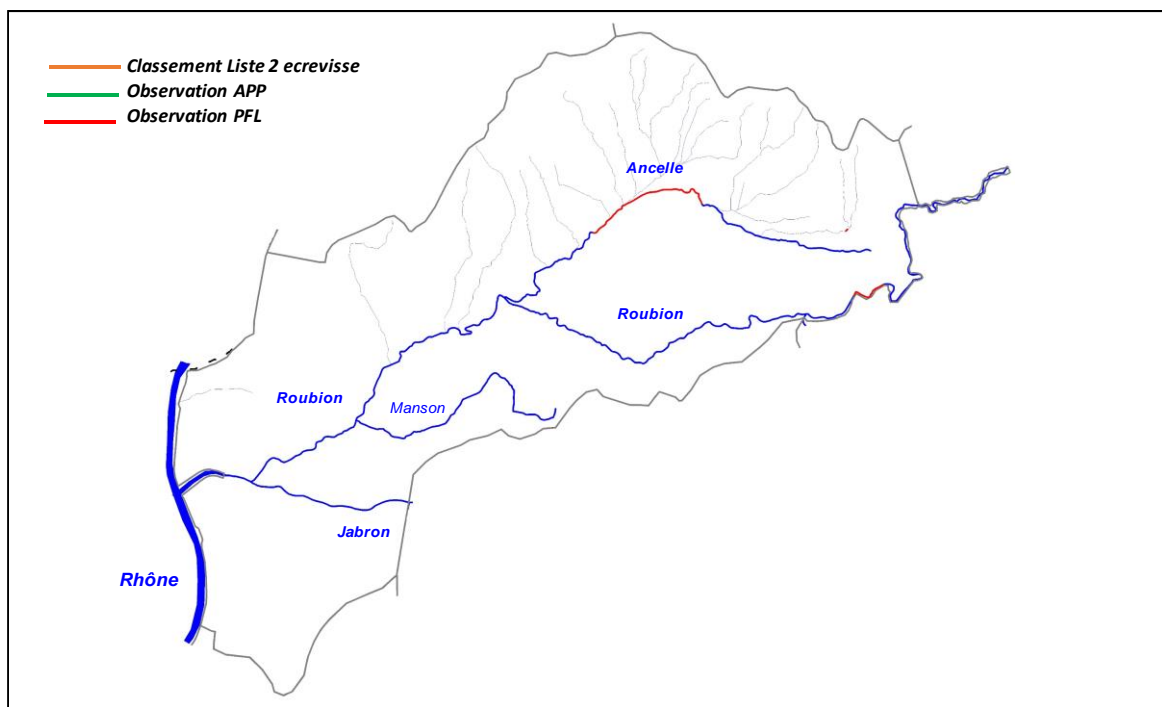 Classement Liste 2 ecrevisse
Observation APP
Observation PFL
Ancelle
Roubion
Roubion
Manson
Jabron
Rhône